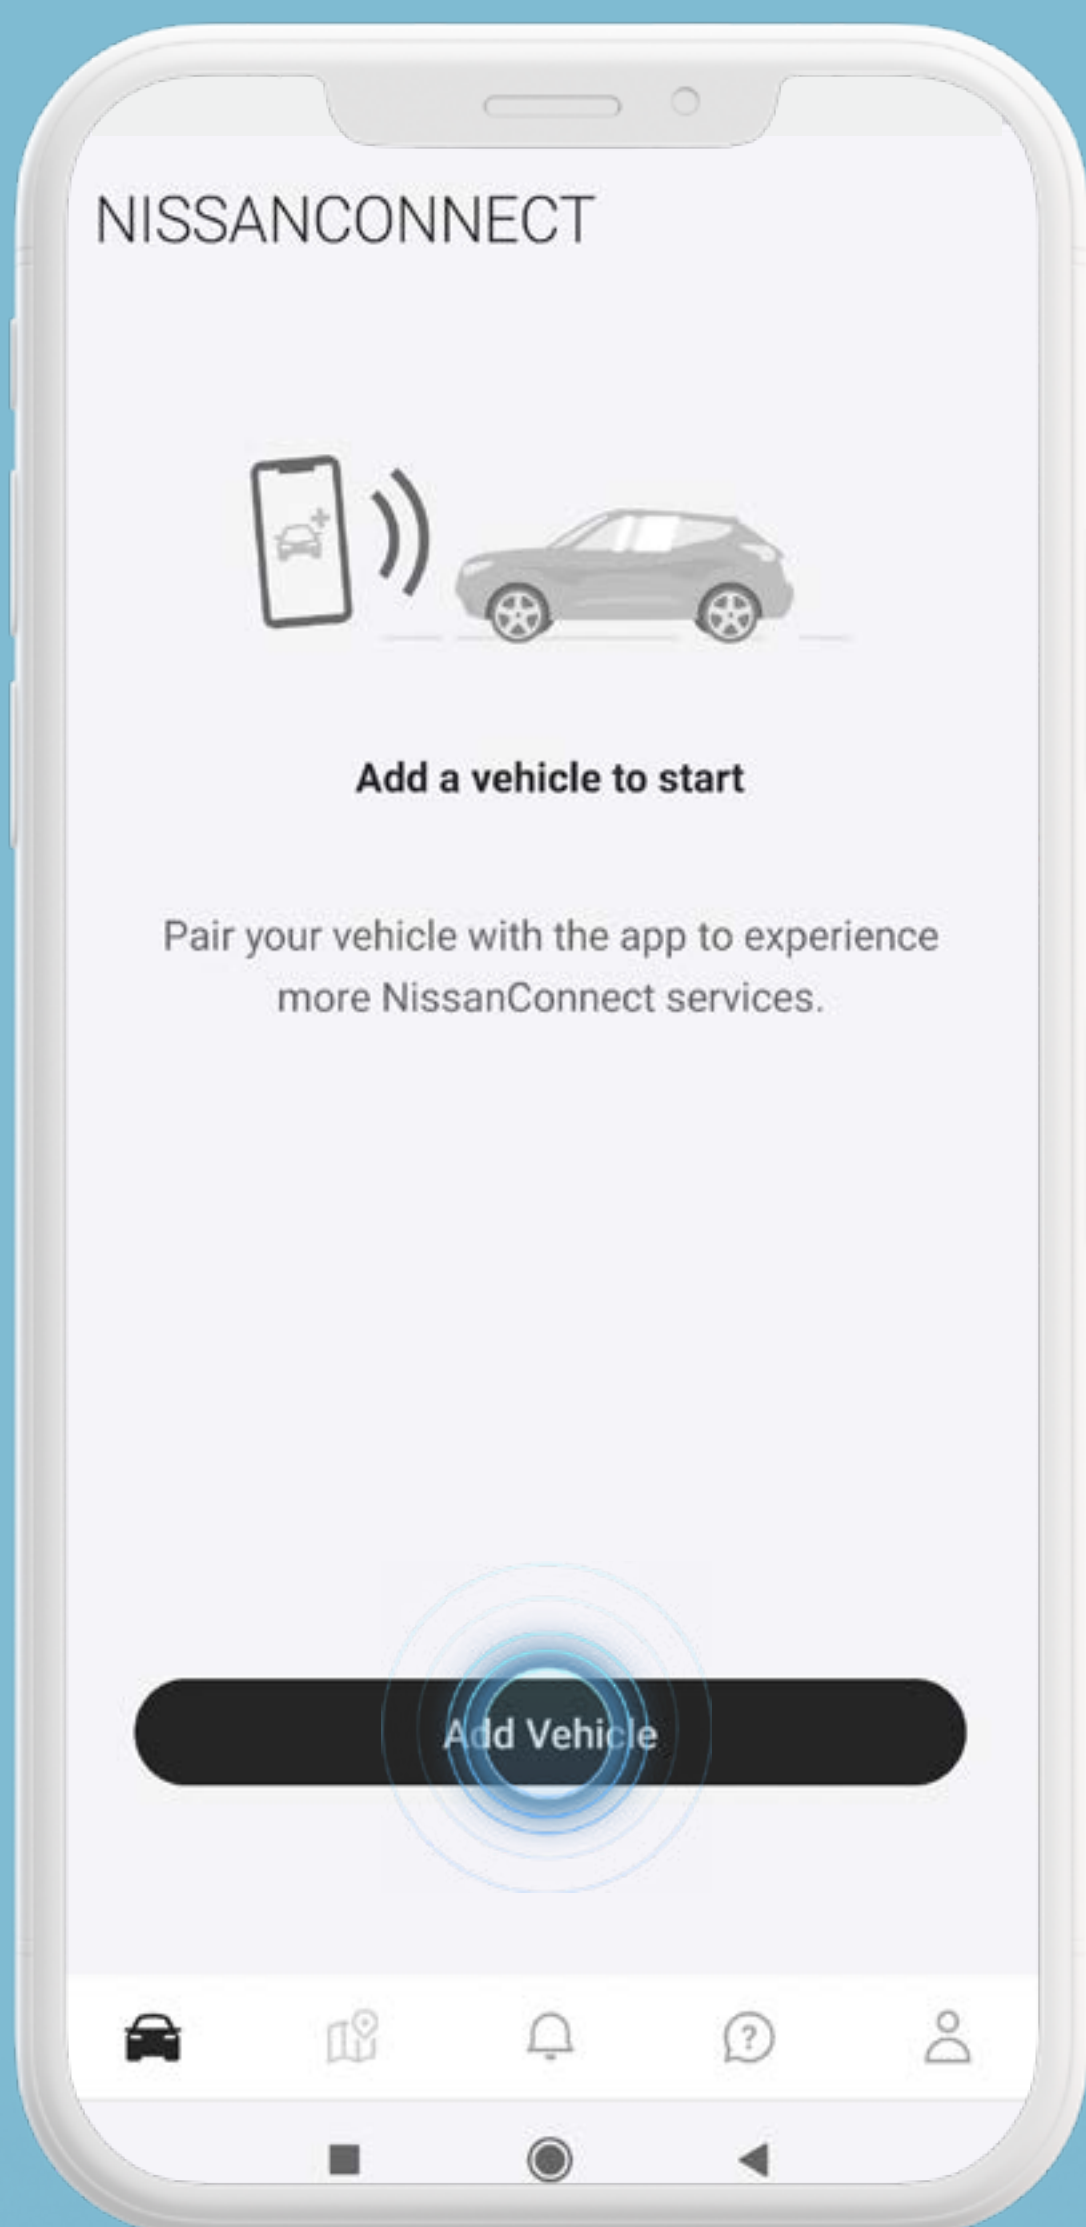 NISSANCONNECT
Add a vehicle to start
Pair your vehicle with the app to experience
more NissanConnect services.
Add Vehicle
?